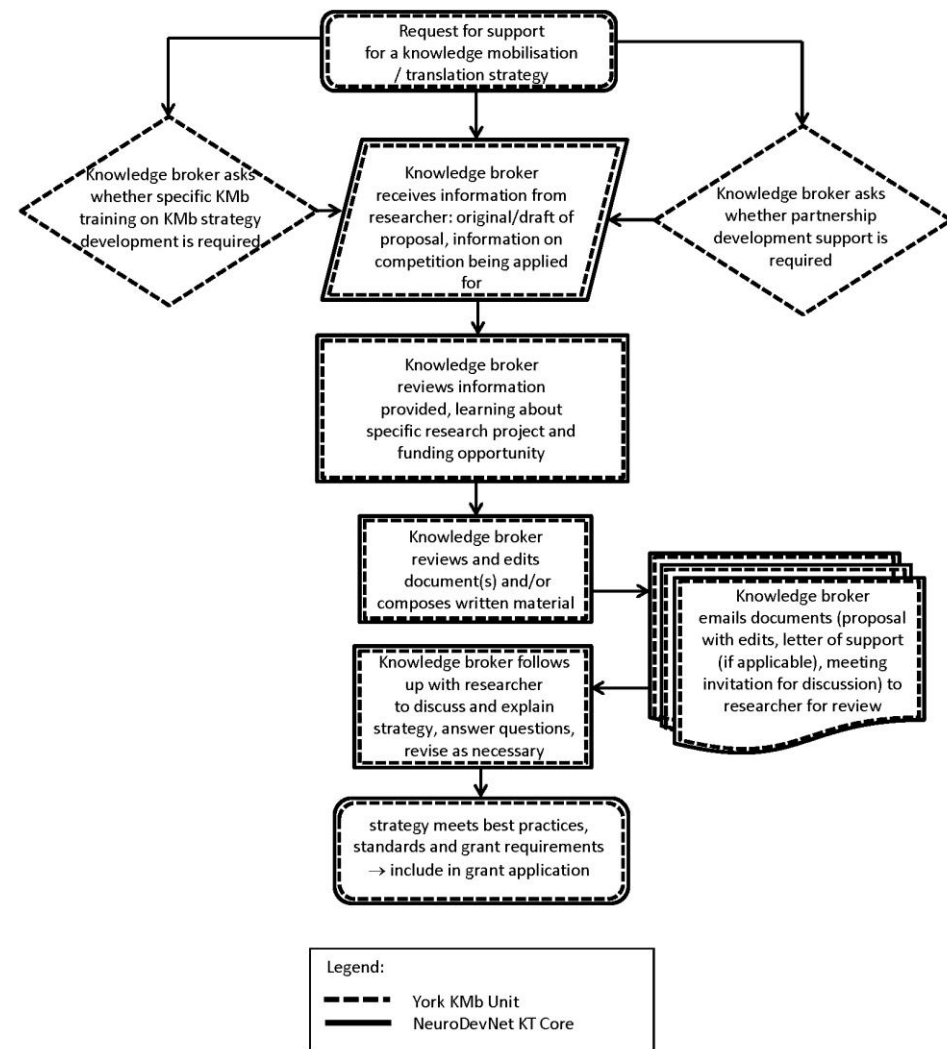 Request for support
for a knowledge mobilisation
/ translation strategy
Knowledge broker asks
whether specific KMb
training on KMb strategy
development is required
Knowledge broker
receives information from
researcher: original/draft of
proposal, information on
competition being applied
for
Knowledge broker asks
whether partnership
development support is
required
Knowledge broker
reviews information
provided, learning about
specific research project and
funding opportunity
Knowledge broker
reviews and edits
document(s) and/or
composes written material
Knowledge broker
emails documents (proposal
with edits, letter of support
(if applicable), meeting
invitation for discussion) to
researcher for review
Knowledge broker follows
up with researcher
to discuss and explain
strategy, answer questions,
revise as necessary
strategy meets best practices,
standards and grant requirements
→ include in grant application
Legend:
York KMb Unit
NeuroDevNet KT Core